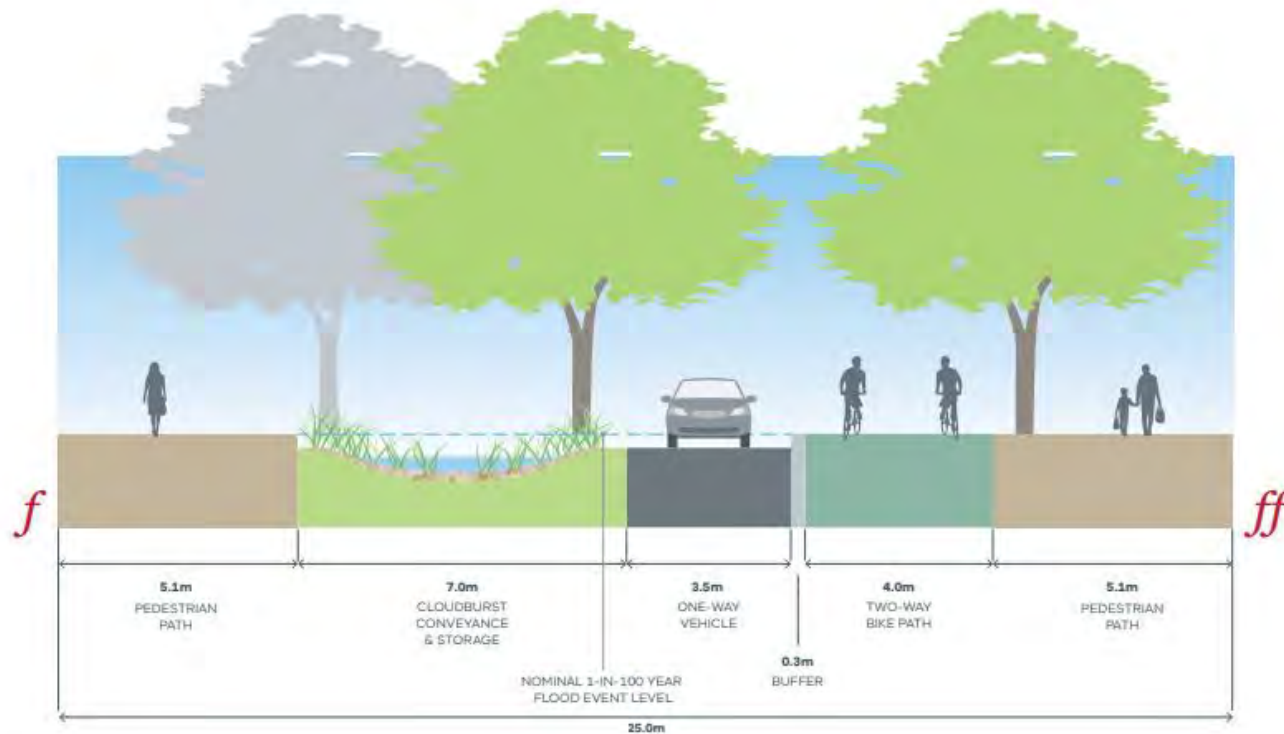 f
ff
5.1m
PEDESTRIAN
PATH
7.0m
CLOUDBURST
CONVEYANCE
& STORAGE
3.5m
ONE-WAY
VEHICLE
4.0m
TWO-WAY
BIKE PATH
5.1m
PEDESTRIAN
PATH
0.3m
BUFFER
NOMINAL 1-IN-100 YEAR
FLOOD EVENT LEVEL
25.0m